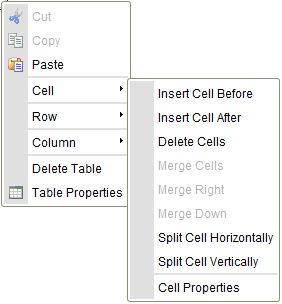 Cut
Copy
Paste
Cell
Row
Column
Delete Table
Table Properties
Insert Cell Before
Insert Cell After
Delete Cells
Merge Cells
Merge Right
Merge Down
Split Cell Horizontally
Split Cell Vertically
Cell Properties